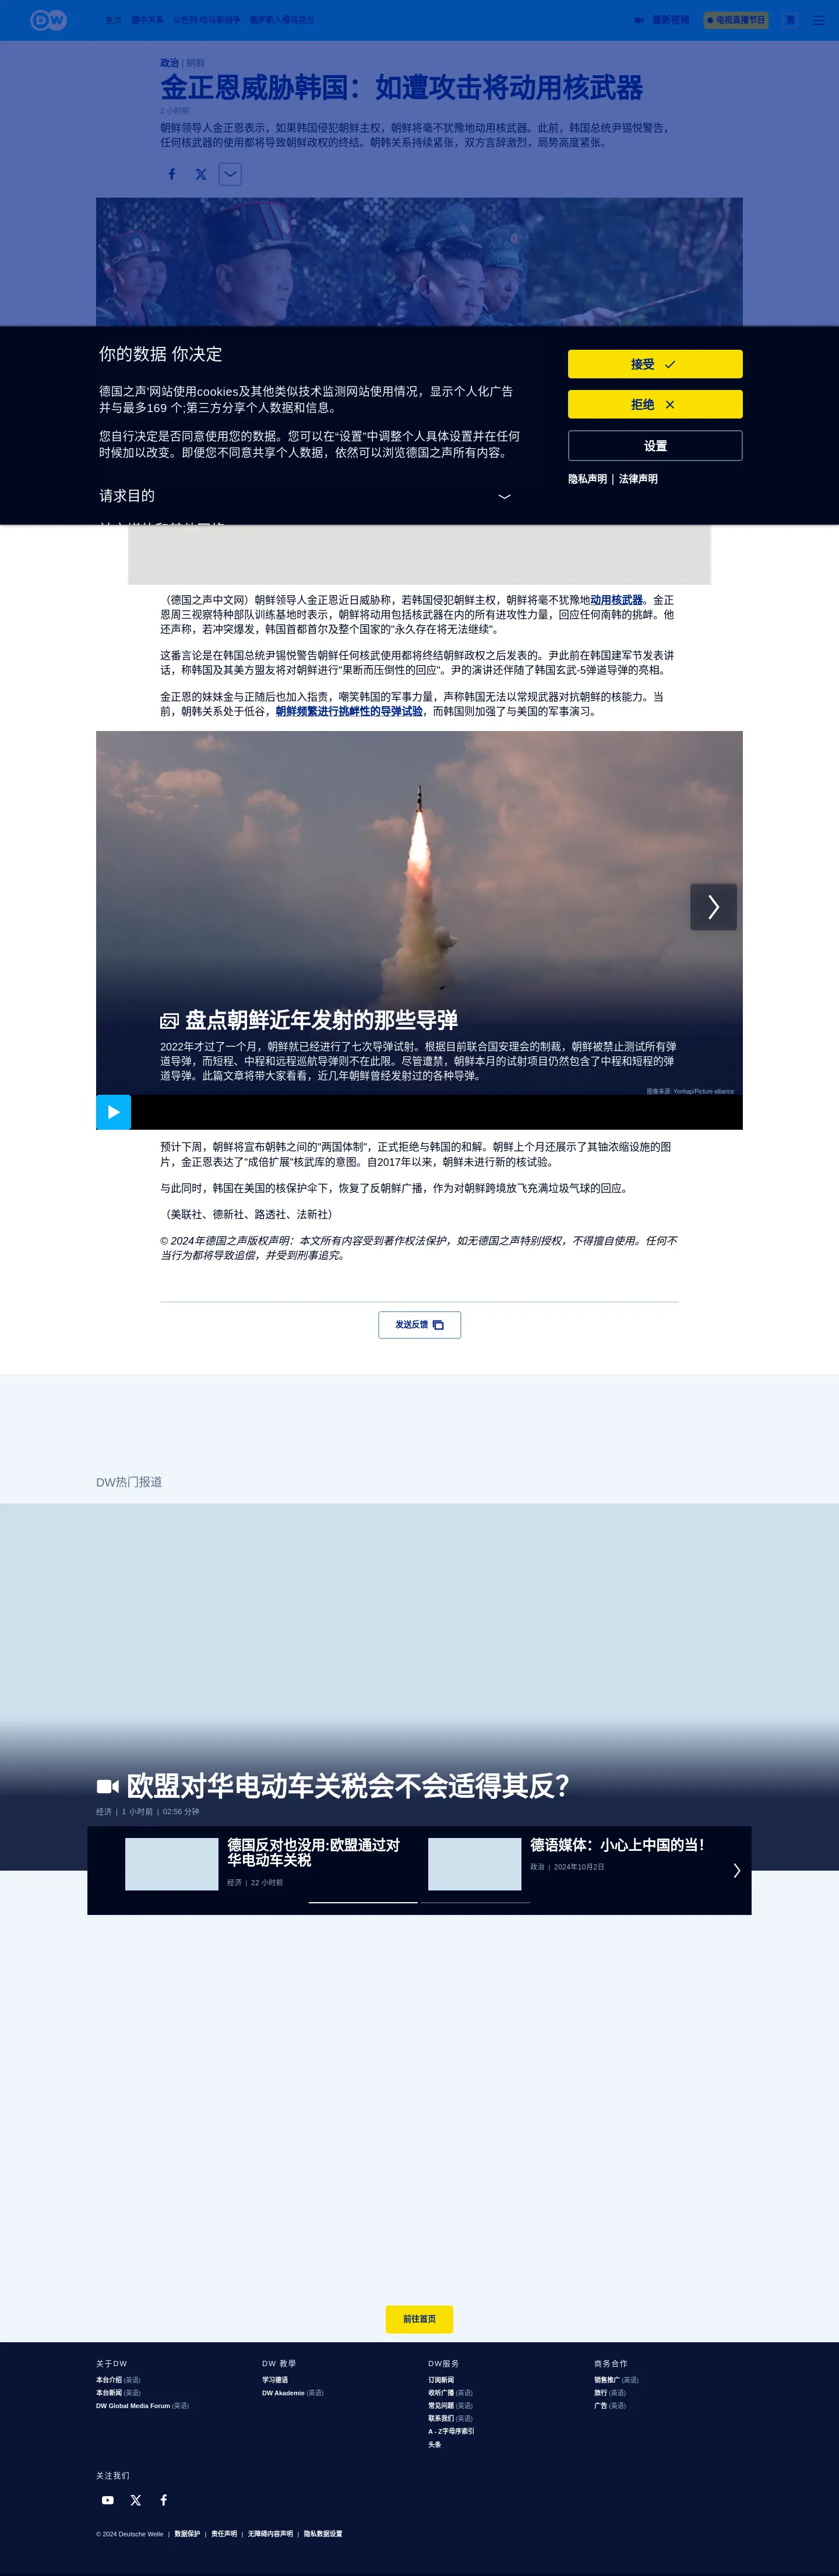 DW
焦点 德中关系 以色列-哈马斯战争 俄罗斯入侵乌克兰
最新视频 电视直播节目 繁
政治 | 朝鲜
金正恩威胁韩国：如遭攻击将动用核武器
2 小时前
朝鲜领导人金正恩表示，如果韩国侵犯朝鲜主权，朝鲜将毫不犹豫地动用核武器。此前，韩国总统尹锡悦警告，
任何核武器的使用都将导致朝鲜政权的终结。朝韩关系持续紧张，双方言辞激烈，局势高度紧张。
你的数据 你决定
德国之声'网站使用cookies及其他类似技术监测网站使用情况，显示个人化广告
并与最多169 个;第三方分享个人数据和信息。
您自行决定是否同意使用您的数据。您可以在“设置”中调整个人具体设置并在任何
时候加以改变。即便您不同意共享个人数据，依然可以浏览德国之声所有内容。
请求目的
接受
拒绝
设置
隐私声明 | 法律声明
（德国之声中文网）朝鲜领导人金正恩近日威胁称，若韩国侵犯朝鲜主权，朝鲜将毫不犹豫地动用核武器。金正
恩周三视察特种部队训练基地时表示，朝鲜将动用包括核武器在内的所有进攻性力量，回应任何南韩的挑衅。他
还声称，若冲突爆发，韩国首都首尔及整个国家的"永久存在将无法继续"。
这番言论是在韩国总统尹锡悦警告朝鲜任何核武使用都将终结朝鲜政权之后发表的。尹此前在韩国建军节发表讲
话，称韩国及其美方盟友将对朝鲜进行"果断而压倒性的回应"。尹的演讲还伴随了韩国玄武-5弹道导弹的亮相。
金正恩的妹妹金与正随后也加入指责，嘲笑韩国的军事力量，声称韩国无法以常规武器对抗朝鲜的核能力。当
前，朝韩关系处于低谷，朝鲜频繁进行挑衅性的导弹试验，而韩国则加强了与美国的军事演习。
盘点朝鲜近年发射的那些导弹
2022年才过了一个月，朝鲜就已经进行了七次导弹试射。根据目前联合国安理会的制裁，朝鲜被禁止测试所有弹
道导弹，而短程、中程和远程巡航导弹则不在此限。尽管遭禁，朝鲜本月的试射项目仍然包含了中程和短程的弹
道导弹。此篇文章将带大家看看，近几年朝鲜曾经发射过的各种导弹。
图像来源: Yonhap/Picture alliance
预计下周，朝鲜将宣布朝韩之间的"两国体制"，正式拒绝与韩国的和解。朝鲜上个月还展示了其铀浓缩设施的图
片，金正恩表达了"成倍扩展"核武库的意图。自2017年以来，朝鲜未进行新的核试验。
与此同时，韩国在美国的核保护伞下，恢复了反朝鲜广播，作为对朝鲜跨境放飞充满垃圾气球的回应。
（美联社、德新社、路透社、法新社）
© 2024年德国之声版权声明：本文所有内容受到著作权法保护，如无德国之声特别授权，不得擅自使用。任何不
当行为都将导致追偿，并受到刑事追究。
发送反馈
DW热门报道
欧盟对华电动车关税会不会适得其反？
经济 | 1 小时前 | 02:56 分钟
德国反对也没用:欧盟通过对
华电动车关税
经济 | 22 小时前
德语媒体：小心上中国的当！
政治 | 2024年10月2日
前往首页
关于DW
本台介绍 (英语)
本台新闻 (英语)
DW Global Media Forum (英语)
DW 教學
学习德语
DW Akademie (英语)
DW服务
订阅新闻
收听广播 (英语)
常见问题 (英语)
联系我们 (英语)
A - Z字母序索引
头条
商务合作
销售推广 (英语)
旅行 (英语)
广告 (英语)
关注我们
© 2024 Deutsche Welle | 数据保护 | 责任声明 | 无障碍内容声明 | 隐私数据设置